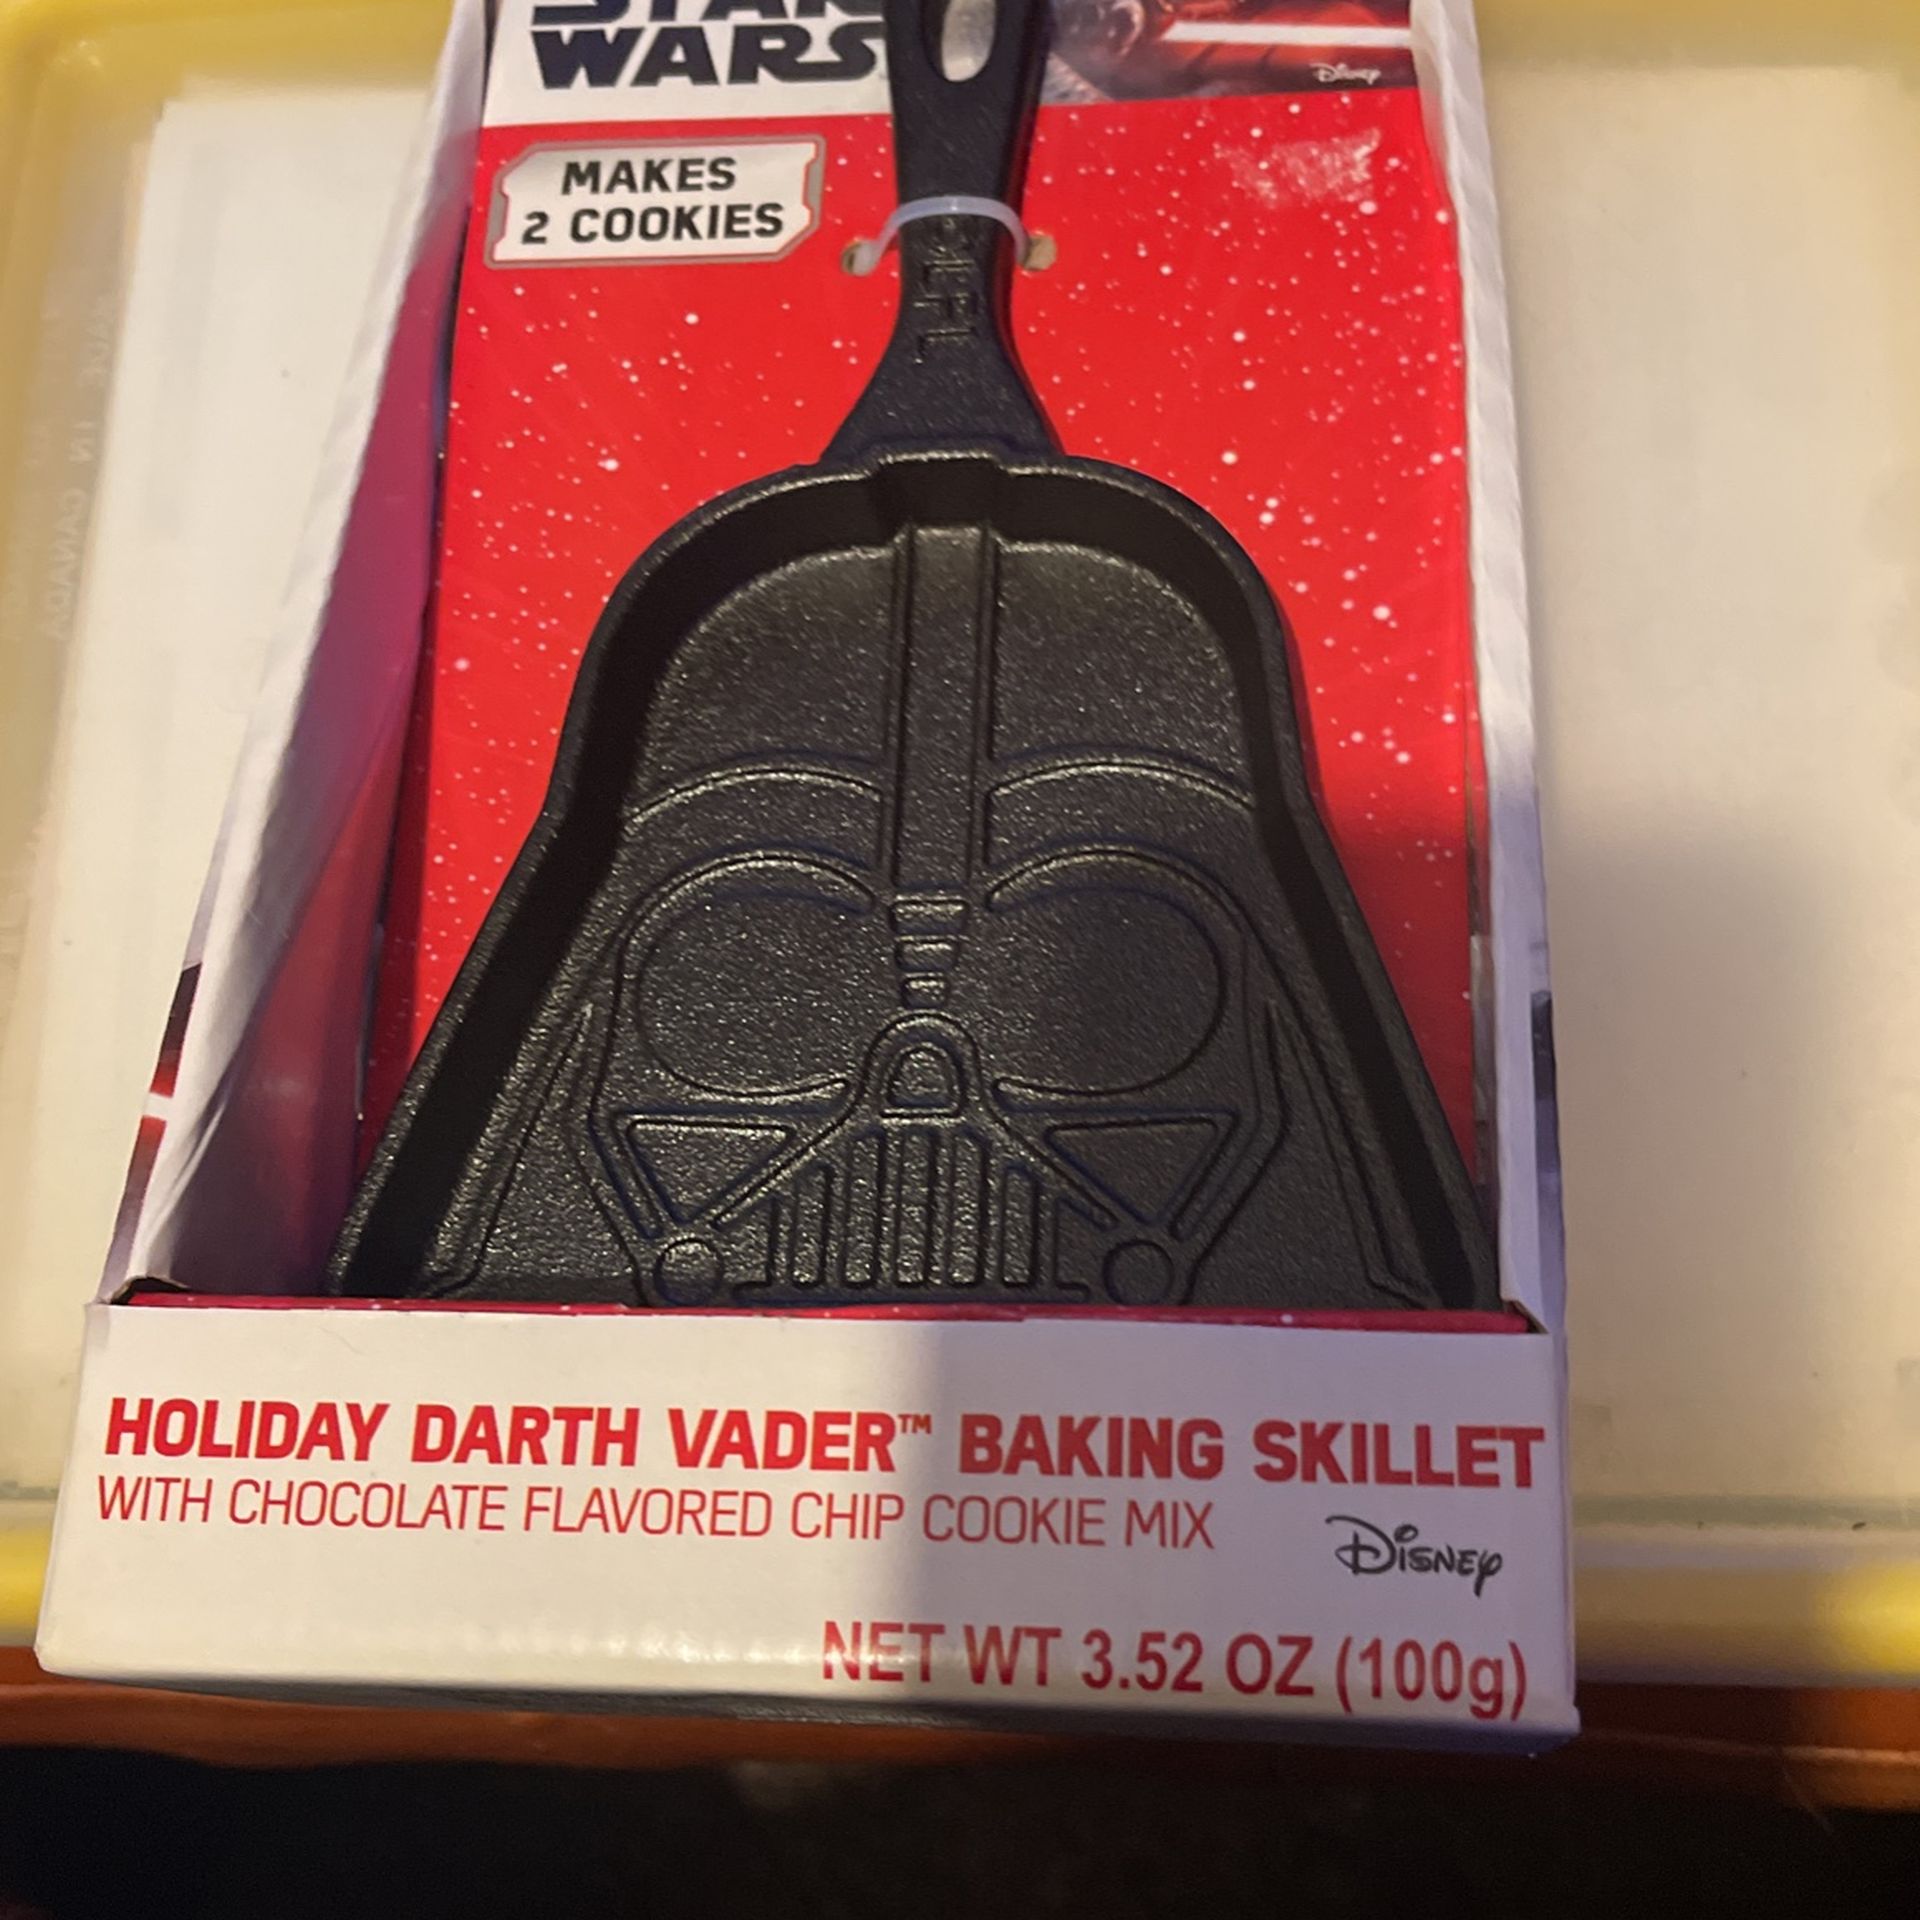 STAR
WARS
Disney
MAKES
2 COOKIES
HOLIDAY DARTH VADER™ BAKING SKILLET
WITH CHOCOLATE FLAVORED CHIP COOKIE MIX
Disney
NET WT 3.52 OZ (100g)